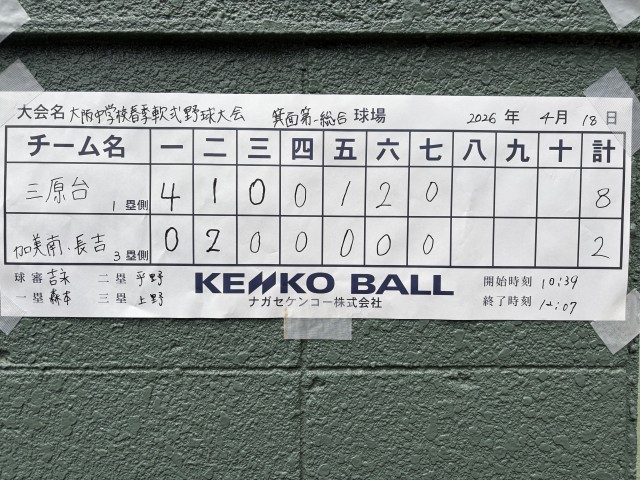 大会名 大阪中学校春季軟式野球大会 箕面第一総合 球場 2026 年 4 月 18 日
チーム名 一 二 三 四 五 六 七 八 九 十 計
三原台 1 塁側 4 1 0 0 1 2 0 8
加美南・長吉 3 塁側 0 2 0 0 0 0 0 2
球審 吉永 二塁 平野 KENKO BALL 開始時刻 10:39
一塁 森本 三塁 上野 ナガセケンコー株式会社 終了時刻 12:07